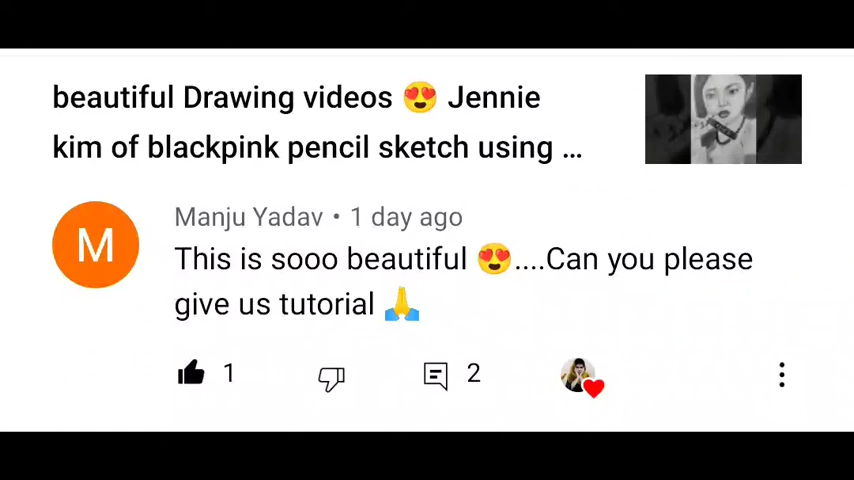 beautiful Drawing videos 😍 Jennie
kim of blackpink pencil sketch using ...
Manju Yadav • 1 day ago
M
This is sooo beautiful 😍....Can you please
give us tutorial 🙏
1 2